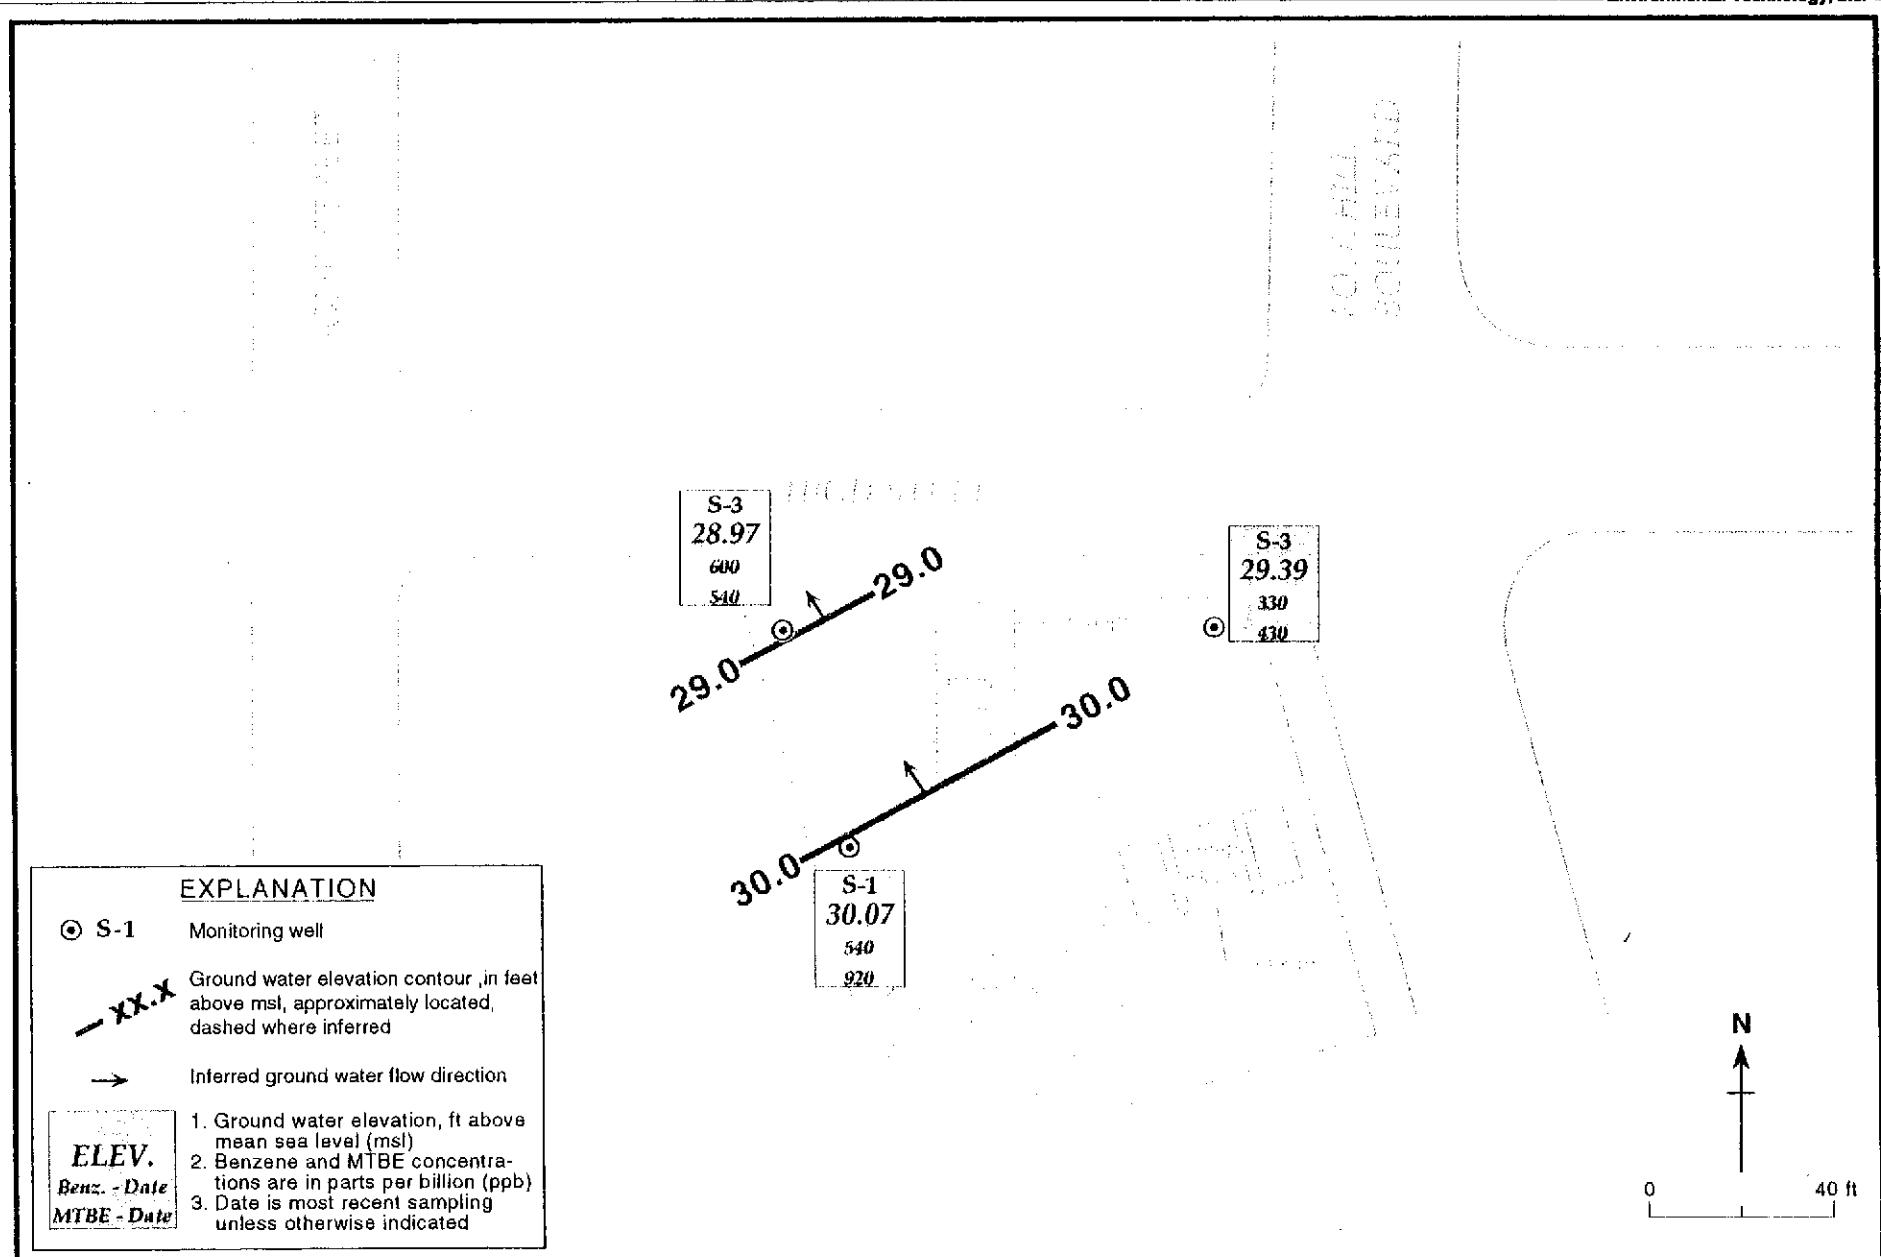 BOULEVARD
S-3
28.97
600
540
29.0
29.0
S-3
29.39
330
430
30.0
30.0
S-1
30.07
540
920
EXPLANATION
S-1 Monitoring well
xx.x Ground water elevation contour ,in feet
above msl, approximately located,
dashed where inferred
Inferred ground water flow direction
ELEV.
Benz. - Date
MTBE - Date
1. Ground water elevation, ft above
mean sea level (msl)
2. Benzene and MTBE concentra-
tions are in parts per billion (ppb)
3. Date is most recent sampling
unless otherwise indicated
N
0 40 ft